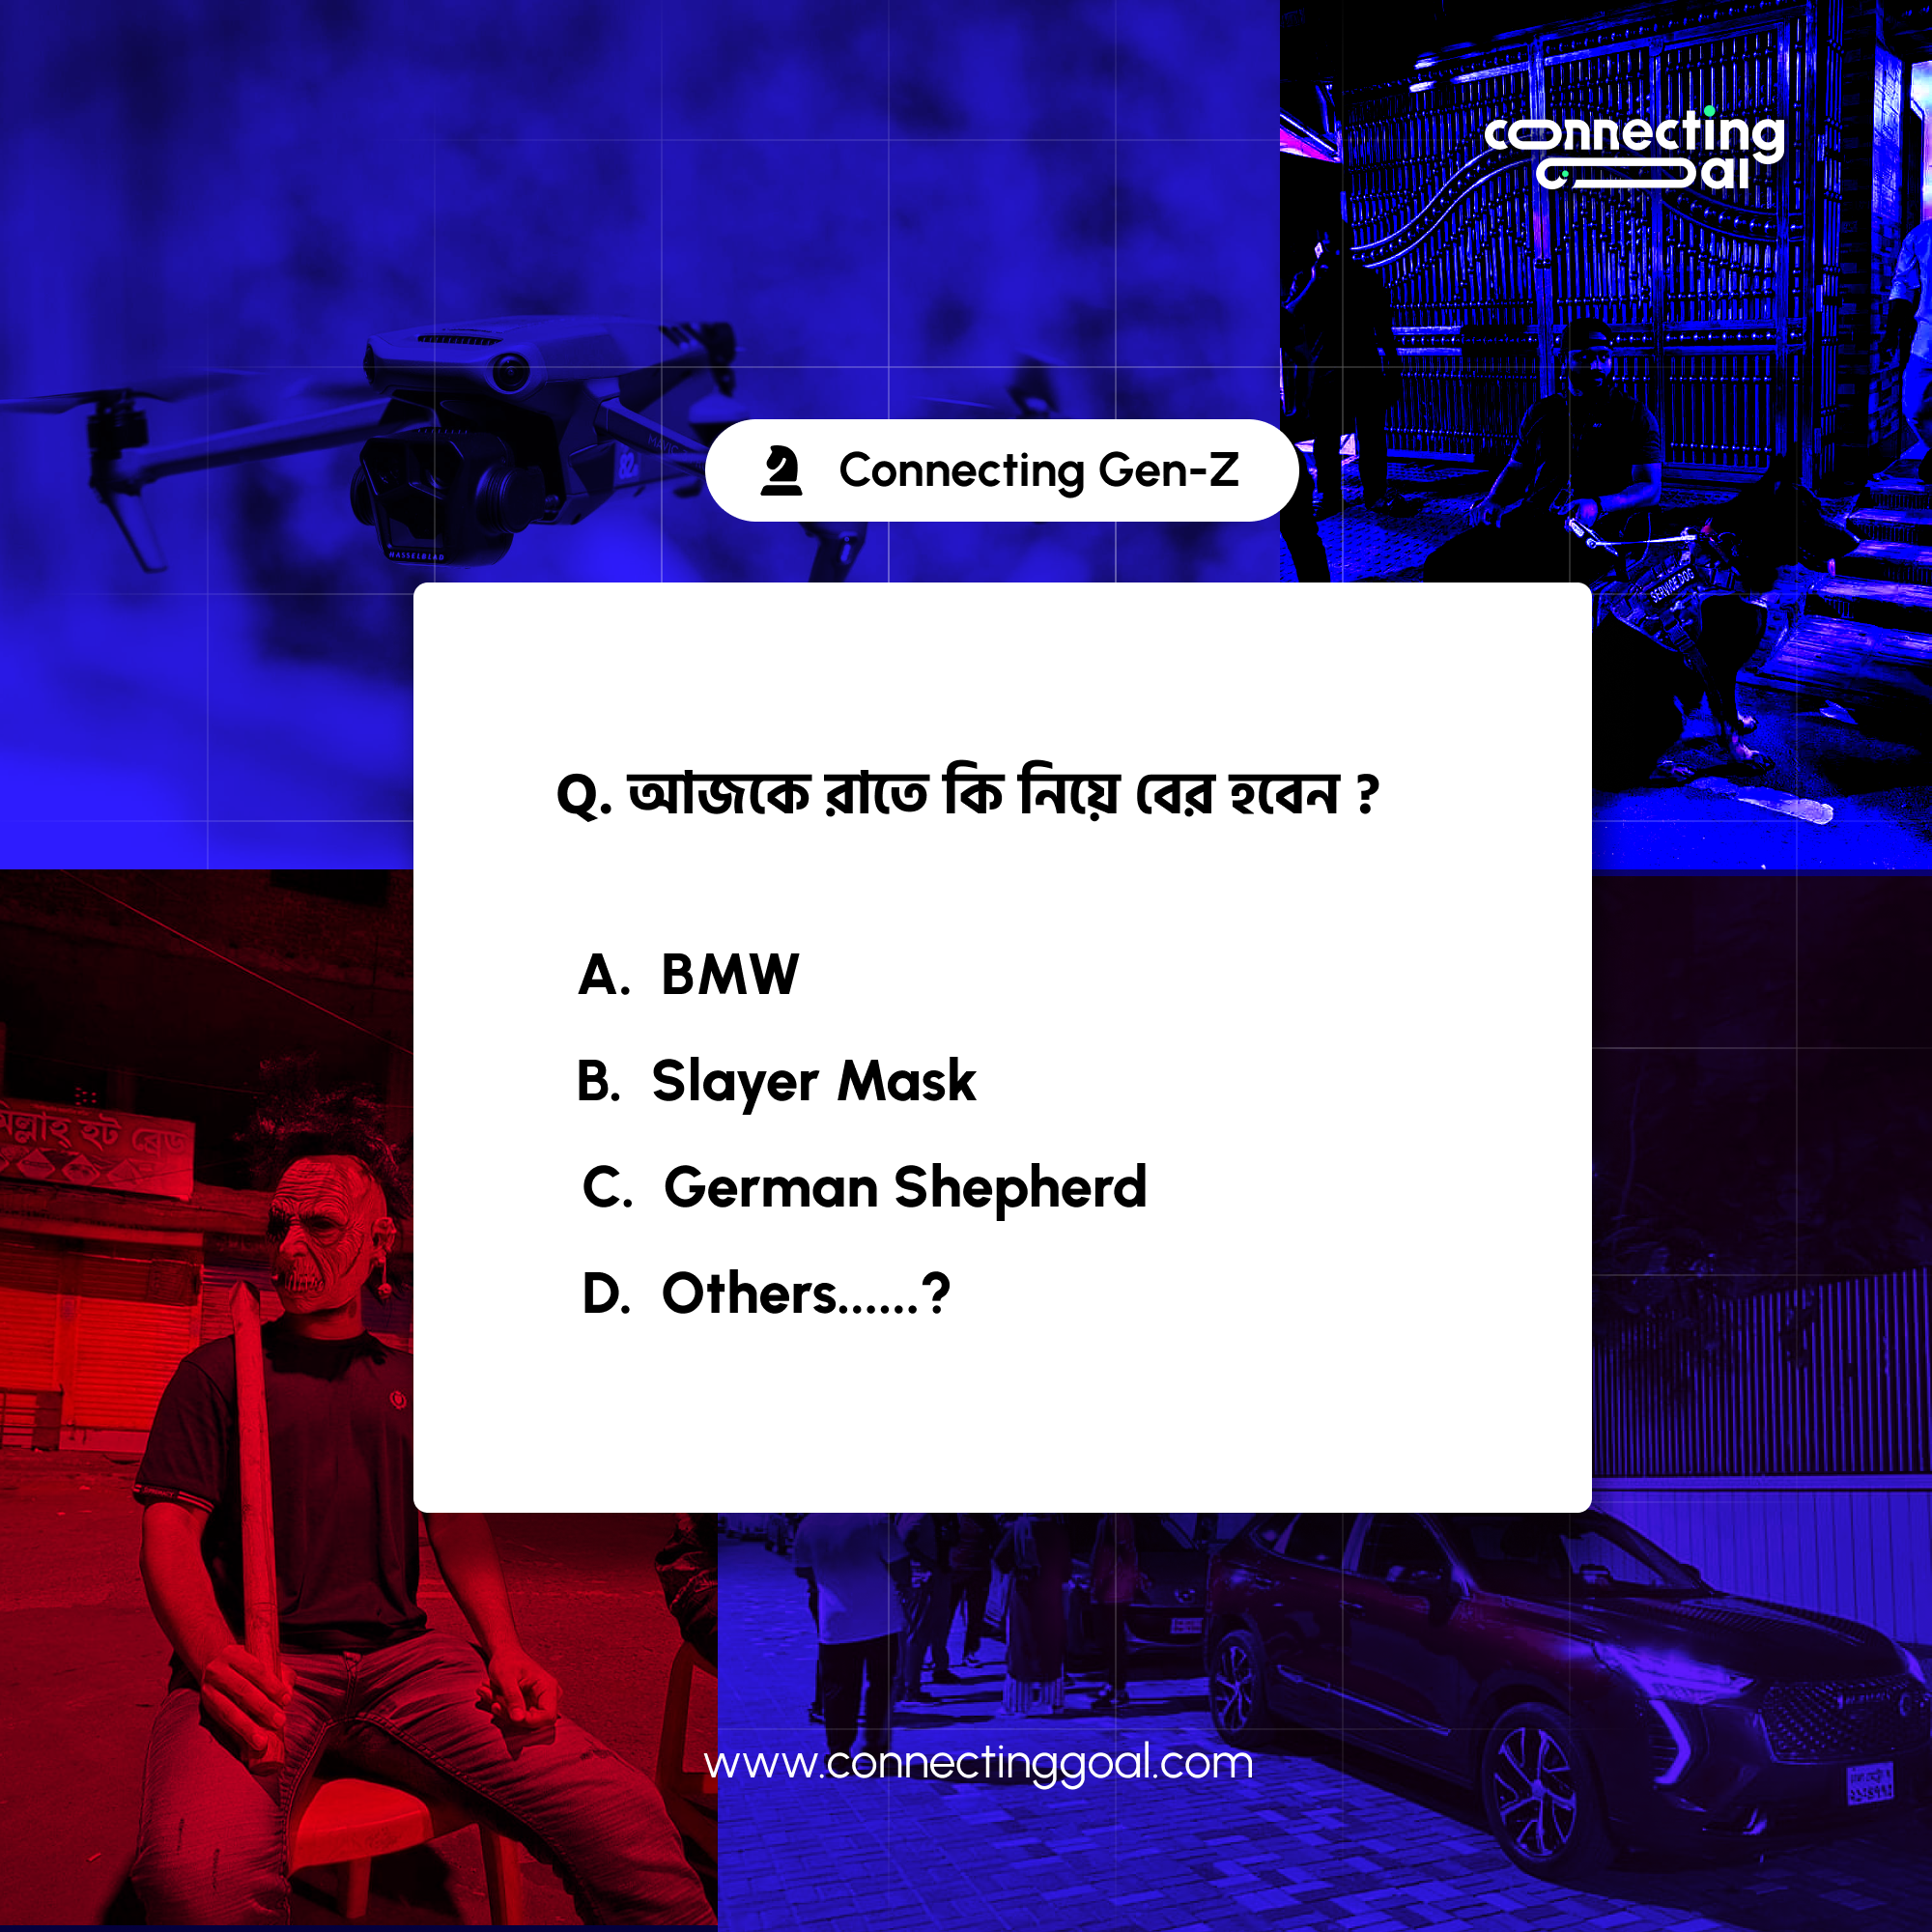 connecting
goal
Connecting Gen-Z
HASSELBLAD
SERVICE DOG
Q. আজকে রাতে কি নিয়ে বের হবেন ?
A. BMW
B. Slayer Mask
C. German Shepherd
D. Others......?
হট ব্রেড
www.connectinggoal.com